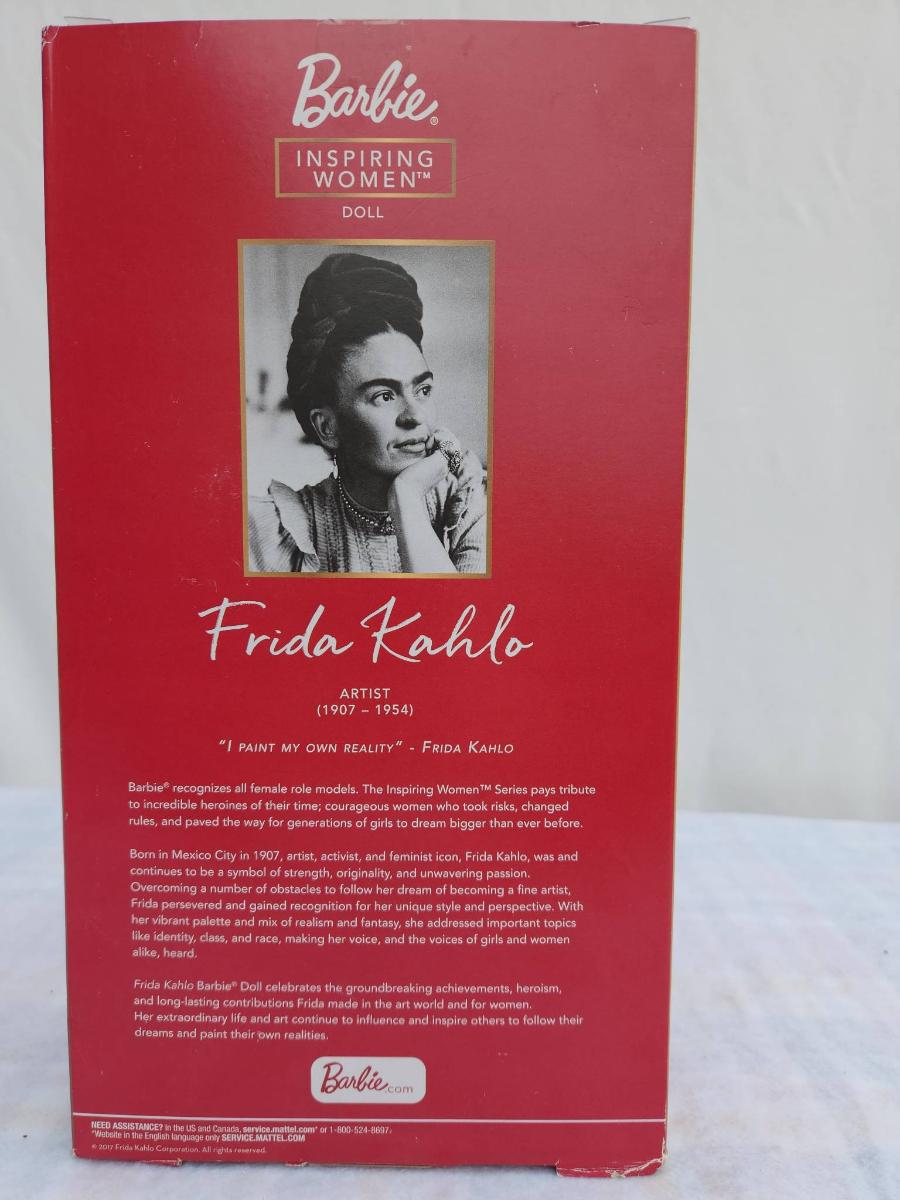 Barbie®
INSPIRING
WOMEN™
DOLL
Frida Kahlo
ARTIST
(1907 – 1954)
"I PAINT MY OWN REALITY" - FRIDA KAHLO
Barbie® recognizes all female role models. The Inspiring Women™ Series pays tribute
to incredible heroines of their time; courageous women who took risks, changed
rules, and paved the way for generations of girls to dream bigger than ever before.
Born in Mexico City in 1907, artist, activist, and feminist icon, Frida Kahlo, was and
continues to be a symbol of strength, originality, and unwavering passion.
Overcoming a number of obstacles to follow her dream of becoming a fine artist,
Frida persevered and gained recognition for her unique style and perspective. With
her vibrant palette and mix of realism and fantasy, she addressed important topics
like identity, class, and race, making her voice, and the voices of girls and women
alike, heard.
Frida Kahlo Barbie® Doll celebrates the groundbreaking achievements, heroism,
and long-lasting contributions Frida made in the art world and for women.
Her extraordinary life and art continue to influence and inspire others to follow their
dreams and paint their own realities.
Barbie.com
NEED ASSISTANCE? In the US and Canada, service.mattel.com* or 1-800-524-8697.
*Website in the English language only SERVICE.MATTEL.COM
© 2017 Frida Kahlo Corporation. All rights reserved.